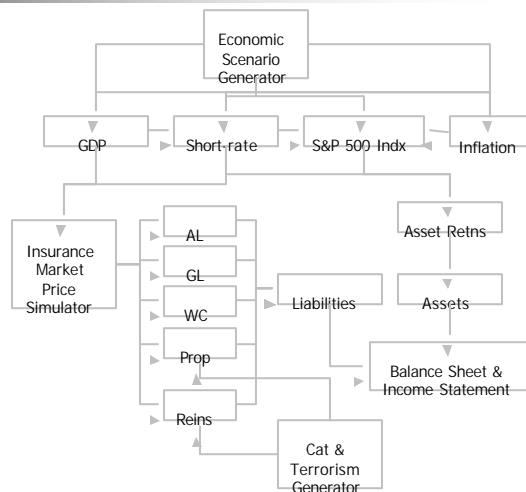 Economic
Scenario
Generator
GDP
Short-rate
S&P 500 Indx
Inflation
Insurance
Market
Price
Simulator
AL
GL
WC
Prop
Reins
Liabilities
Asset Retns
Assets
Balance Sheet &
Income Statement
Cat &
Terrorism
Generator